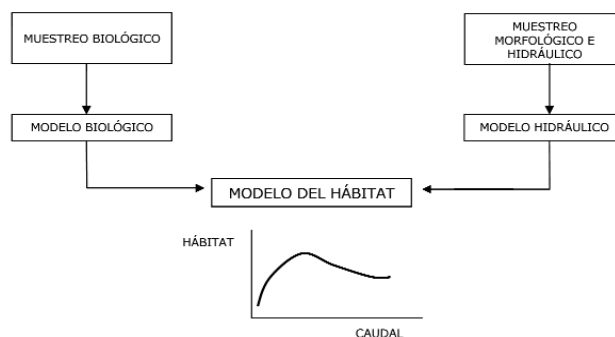 MUESTREO BIOLÓGICO
MUESTREO
MORFOLÓGICO E
HIDRÁULICO
MODELO BIOLÓGICO
MODELO HIDRÁULICO
MODELO DEL HÁBITAT
HÁBITAT
CAUDAL